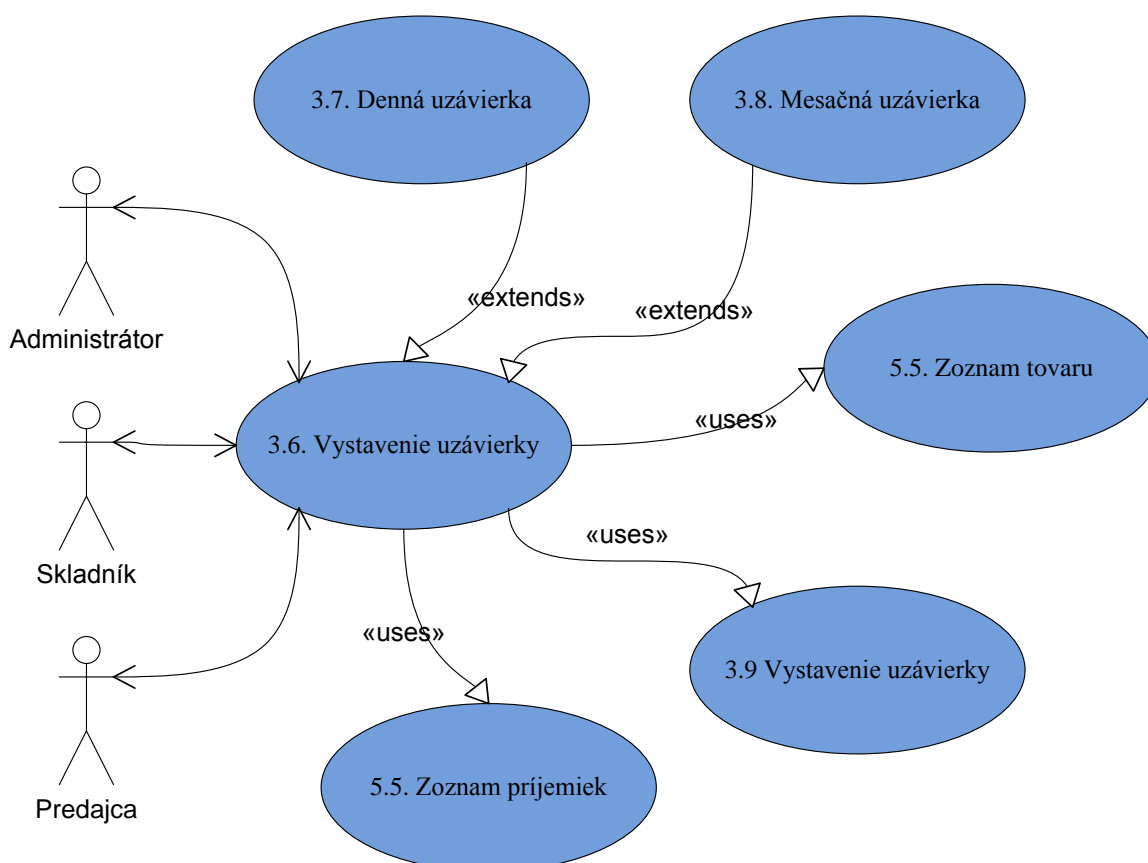 3.7. Denná uzávierka
3.8. Mesačná uzávierka
«extends»
«extends»
Administrátor
5.5. Zoznam tovaru
«uses»
3.6. Vystavenie uzávierky
Skladník
«uses»
«uses»
3.9 Vystavenie uzávierky
5.5. Zoznam príjemiek
Predajca